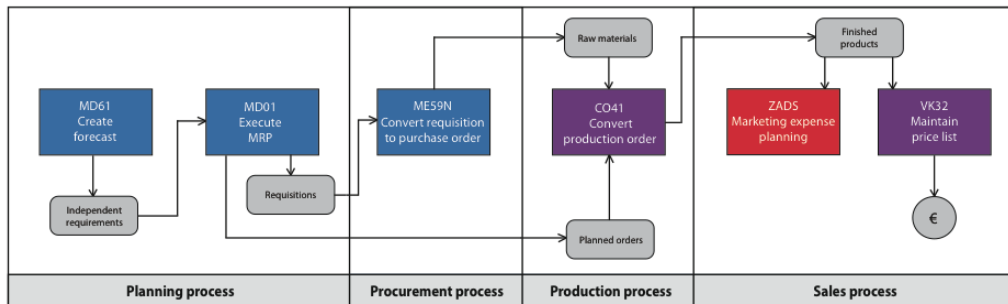 MD61
Create
forecast
Independent
requirements
MD01
Execute
MRP
Requisitions
ME59N
Convert requisition
to purchase order
Raw materials
CO41
Convert
production order
Planned orders
Finished
products
ZADS
Marketing expense
planning
VK32
Maintain
price list
€
Planning process
Procurement process
Production process
Sales process